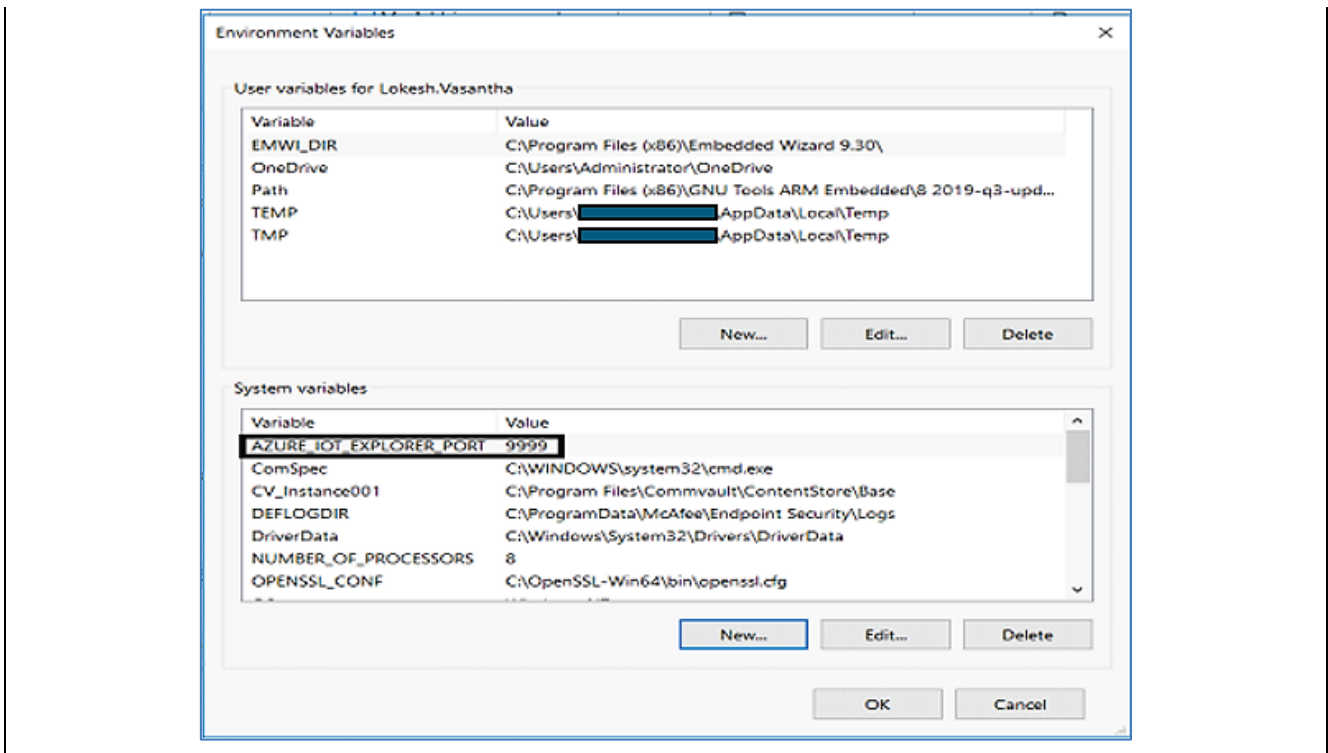 Environment Variables
User variables for Lokesh.Vasantha
Variable Value
EMWI_DIR C:\Program Files (x86)\Embedded Wizard 9.30\
OneDrive C:\Users\Administrator\OneDrive
Path C:\Program Files (x86)\GNU Tools ARM Embedded\8 2019-q3-upd...
TEMP C:\Users\ AppData\Local\Temp
TMP C:\Users\ AppData\Local\Temp
New... Edit... Delete
System variables
Variable Value
AZURE_IOT_EXPLORER_PORT 9999
ComSpec C:\WINDOWS\system32\cmd.exe
CV_Instance001 C:\Program Files\Commvault\ContentStore\Base
DEFLOGDIR C:\ProgramData\McAfee\Endpoint Security\Logs
DriverData C:\Windows\System32\Drivers\DriverData
NUMBER_OF_PROCESSORS 8
OPENSSL_CONF C:\OpenSSL-Win64\bin\openssl.cfg
New... Edit... Delete
OK Cancel